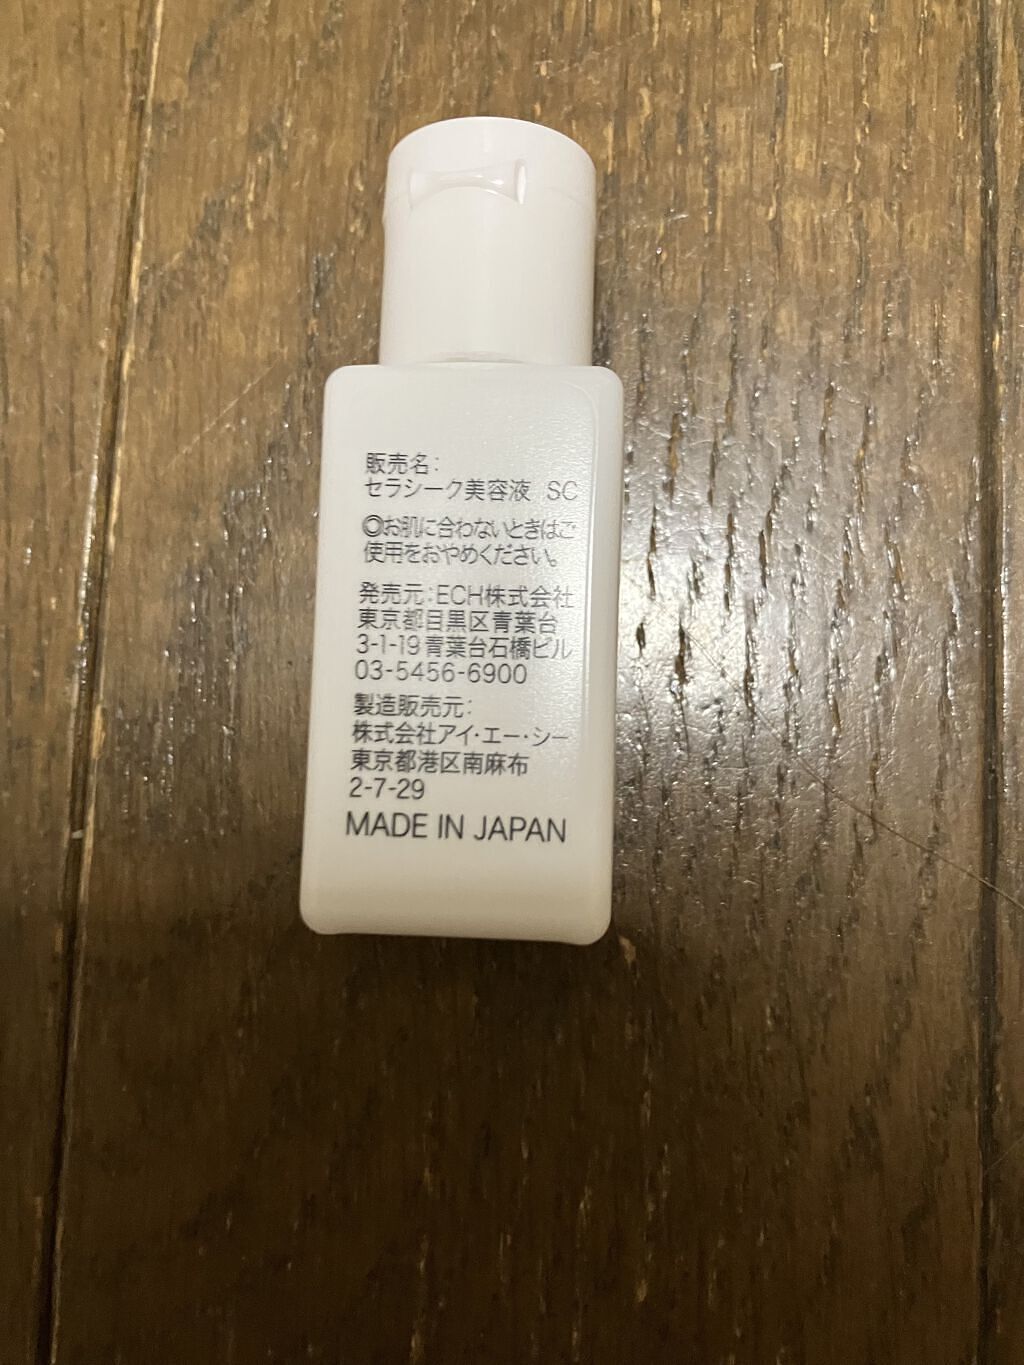 販売名:
セラシーク美容液 SC
◎お肌に合わないときはご
使用をおやめください。
発売元:ECH株式会社
東京都目黒区青葉台
3-1-19青葉台石橋ビル
03-5456-6900
製造販売元:
株式会社アイ・エー・シー
東京都港区南麻布
2-7-29
MADE IN JAPAN